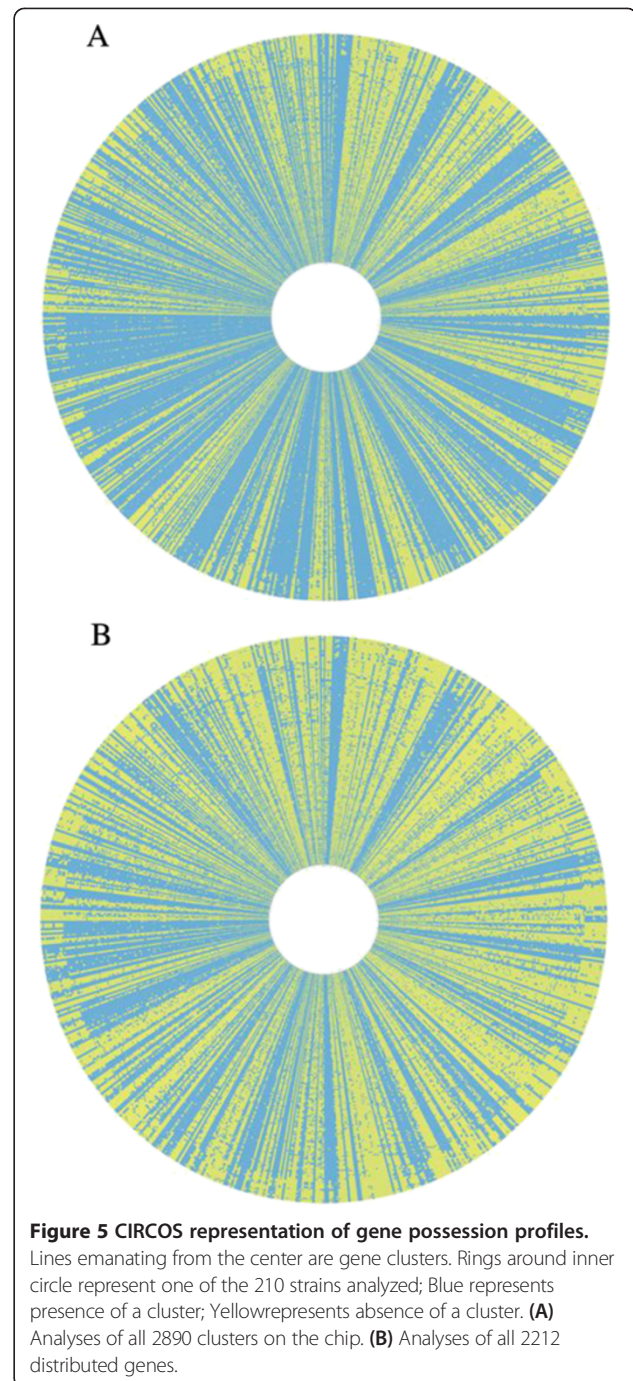 A
B
Figure 5 CIRCOS representation of gene possession profiles.
Lines emanating from the center are gene clusters. Rings around inner
circle represent one of the 210 strains analyzed; Blue represents
presence of a cluster; Yellowrepresents absence of a cluster. (A)
Analyses of all 2890 clusters on the chip. (B) Analyses of all 2212
distributed genes.